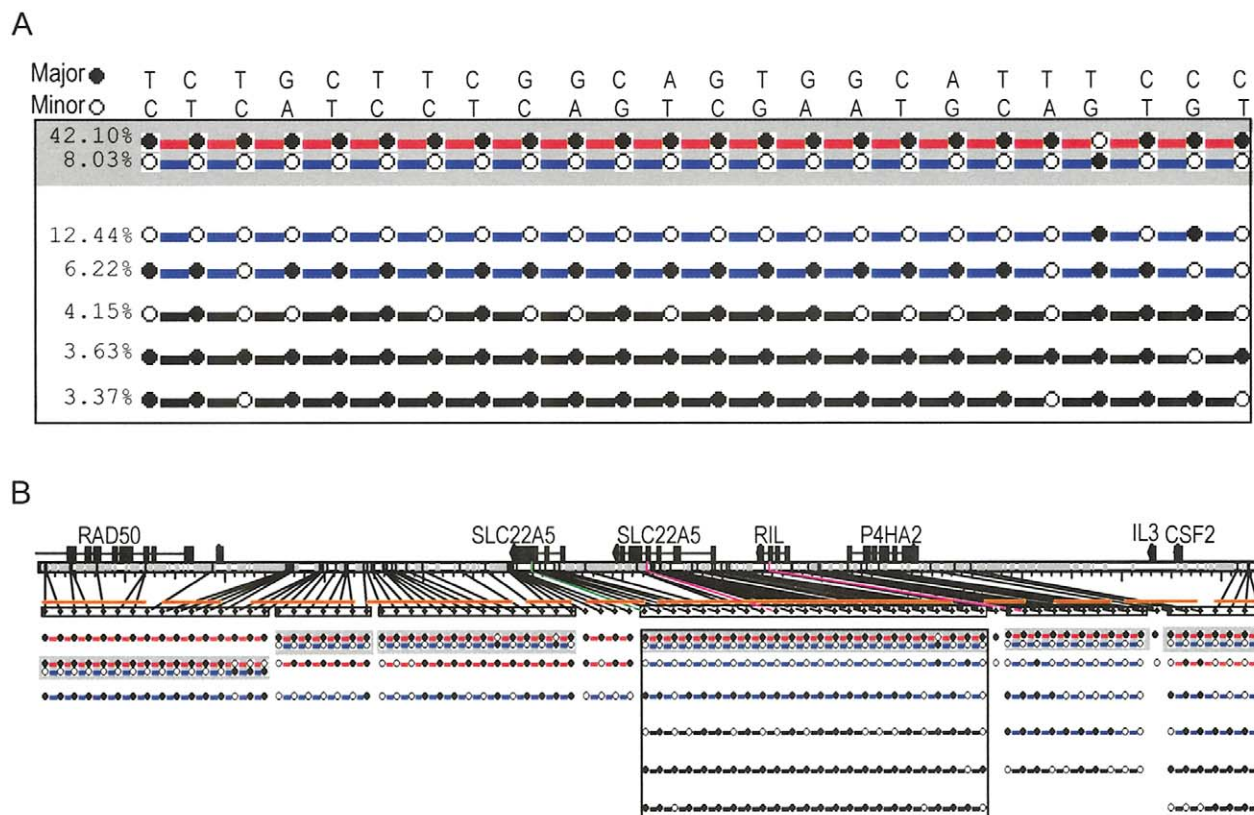 A
Major T C T G C T T C G G C A G T G G C A T T T C C C
Minor C T C A T C C T C A G T C G A A T G C A G T G T
42.10%
8.03%
12.44%
6.22%
4.15%
3.63%
3.37%
B
RAD50 SLC22A5 SLC22A5 RIL P4HA2 IL3 CSF2